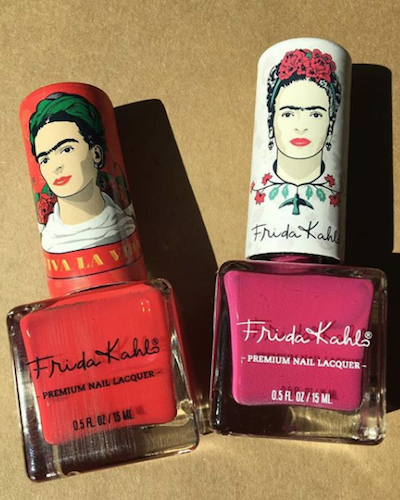 VIVA LA VIDA
Frida Kahlo
PREMIUM NAIL LACQUER
0.5 FL OZ / 15 ML
Frida Kahlo
Frida Kahlo®
PREMIUM NAIL LACQUER
0.5 FL OZ / 15 ML